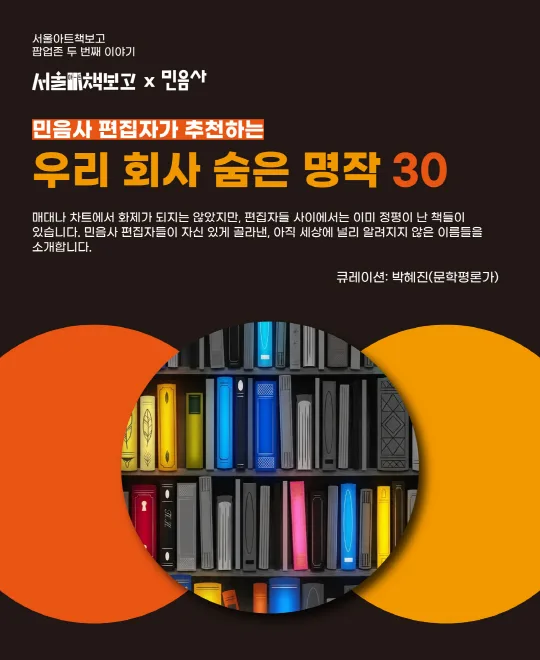 서울아트책보고
팝업존 두 번째 이야기
서울아트책보고 x 민음사
민음사 편집자가 추천하는
우리 회사 숨은 명작 30
매대나 차트에서 화제가 되지는 않았지만, 편집자들 사이에서는 이미 정평이 난 책들이
있습니다. 민음사 편집자들이 자신 있게 골라낸, 아직 세상에 널리 알려지지 않은 이름들을
소개합니다.
큐레이션: 박혜진(문학평론가)